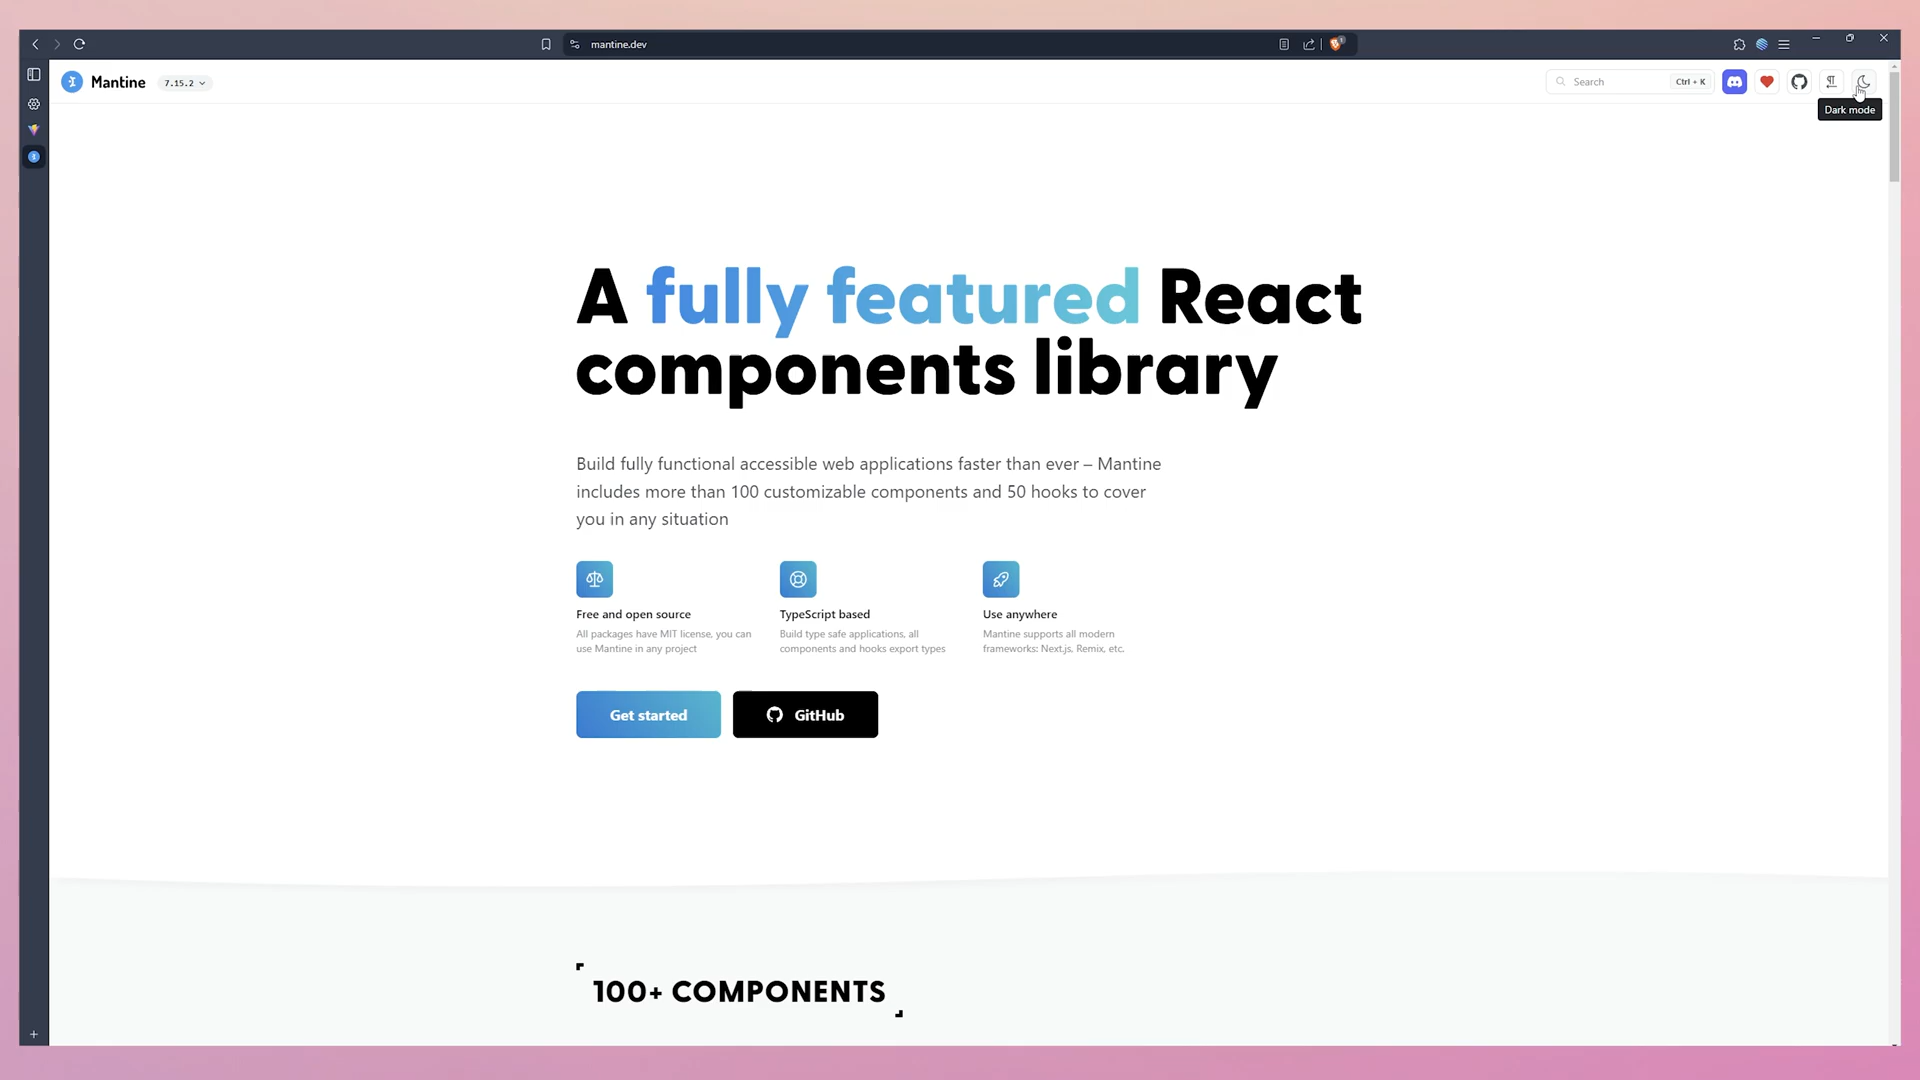 mantine.dev
Mantine
7.15.2
Search
Ctrl + K
Dark mode
A fully featured React
components library
Build fully functional accessible web applications faster than ever – Mantine
includes more than 100 customizable components and 50 hooks to cover
you in any situation
Free and open source
All packages have MIT license, you can
use Mantine in any project
TypeScript based
Build type safe applications, all
components and hooks export types
Use anywhere
Mantine supports all modern
frameworks: Next.js, Remix, etc.
Get started
GitHub
100+ COMPONENTS